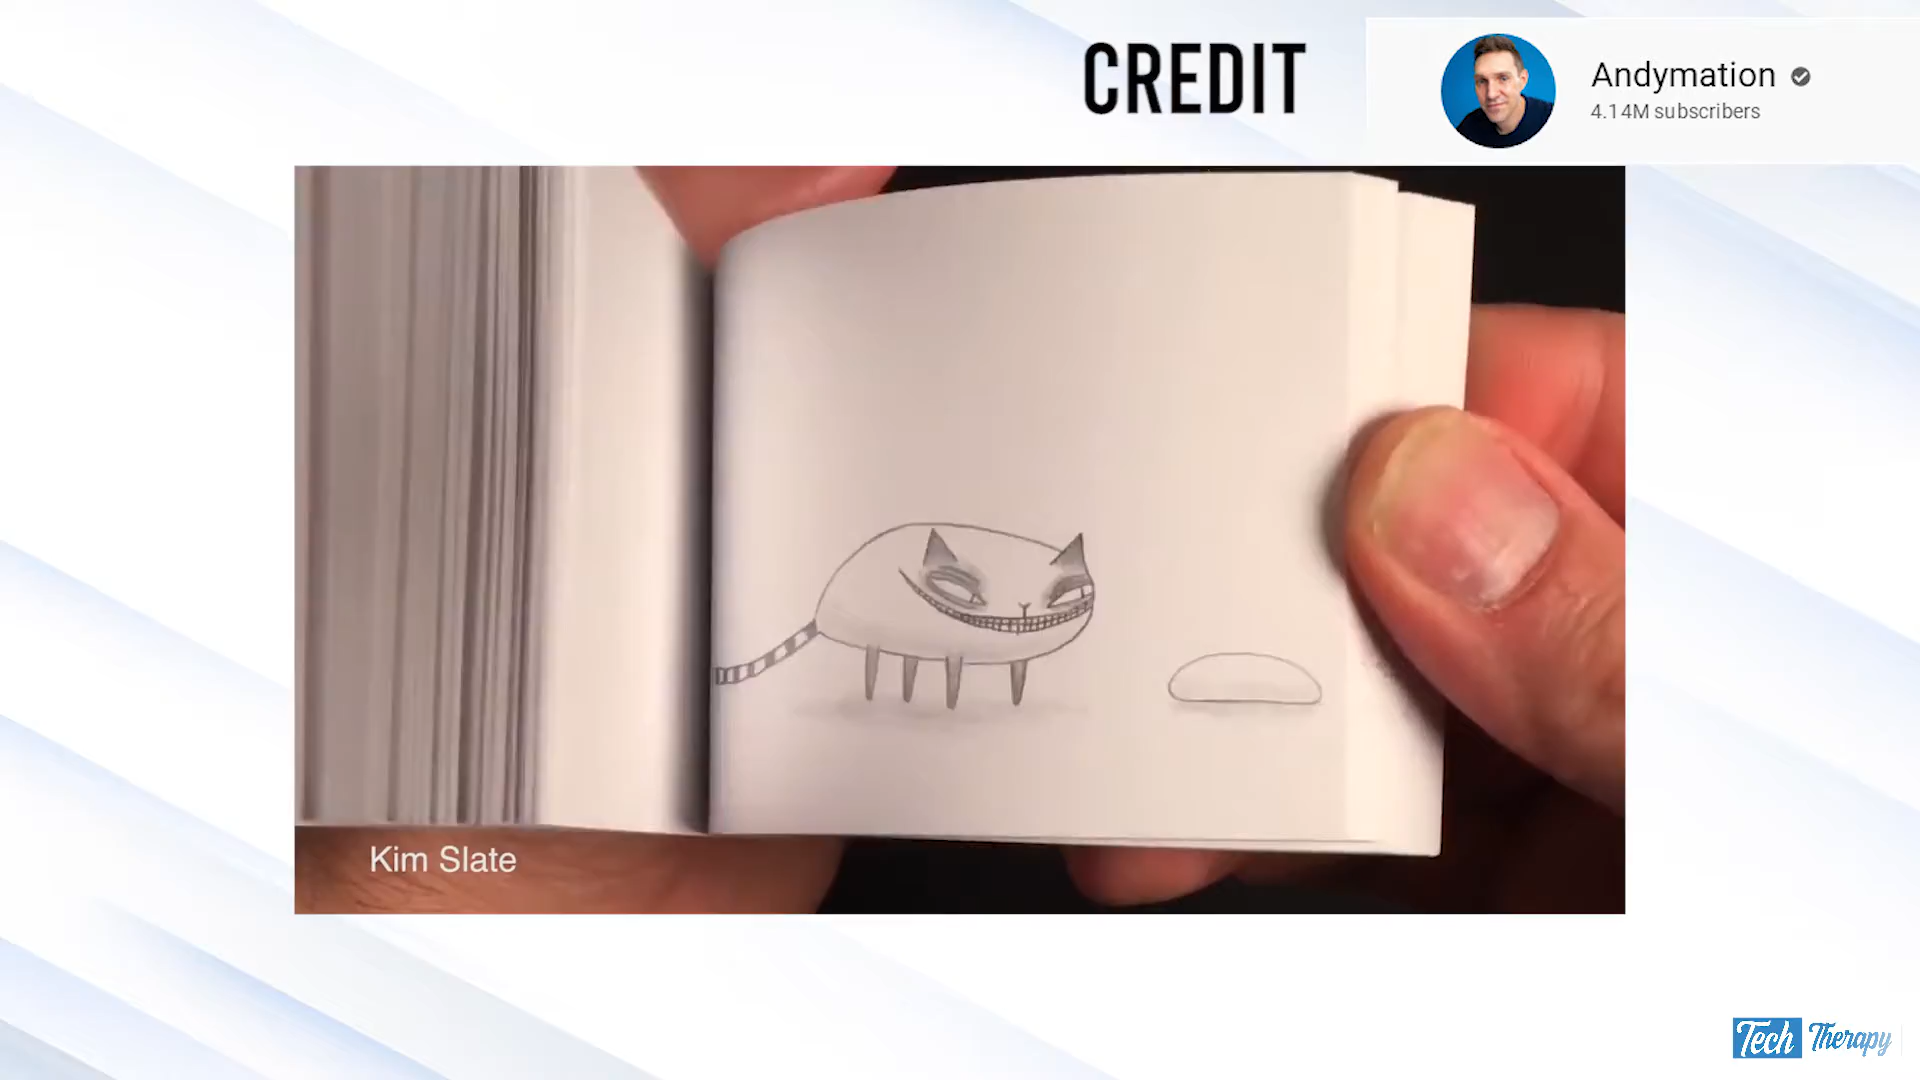 CREDIT
Andymation
4.14M subscribers
Kim Slate
Tech Therapy